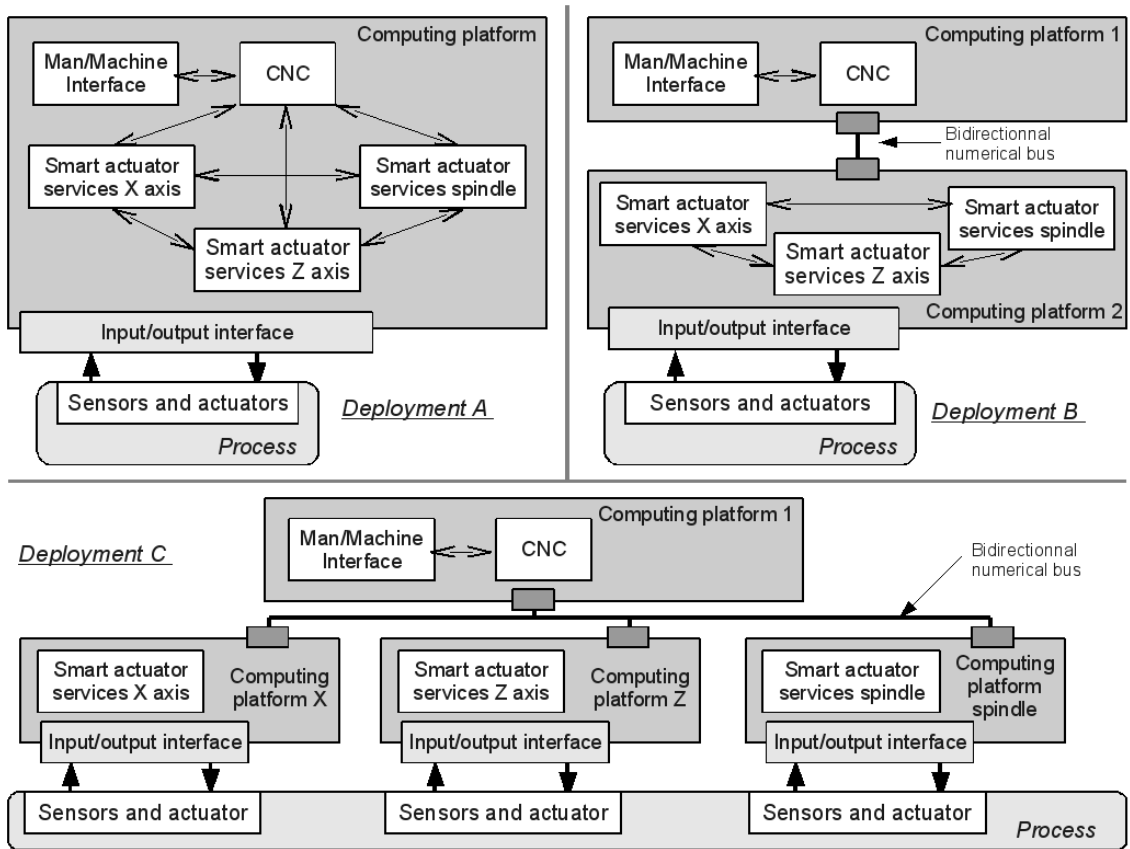 Computing platform
Man/Machine
Interface
CNC
Smart actuator
services X axis
Smart actuator
services spindle
Smart actuator
services Z axis
Input/output interface
Sensors and actuators
Process
Deployment A
Computing platform 1
Man/Machine
Interface
CNC
Bidirectionnal
numerical bus
Smart actuator
services X axis
Smart actuator
services spindle
Smart actuator
services Z axis
Computing platform 2
Input/output interface
Sensors and actuators
Process
Deployment B
Deployment C
Computing platform 1
Man/Machine
Interface
CNC
Bidirectionnal
numerical bus
Smart actuator
services X axis
Computing
platform X
Input/output interface
Sensors and actuator
Smart actuator
services Z axis
Computing
platform Z
Input/output interface
Sensors and actuator
Smart actuator
services spindle
Computing
platform
spindle
Input/output interface
Sensors and actuator
Process